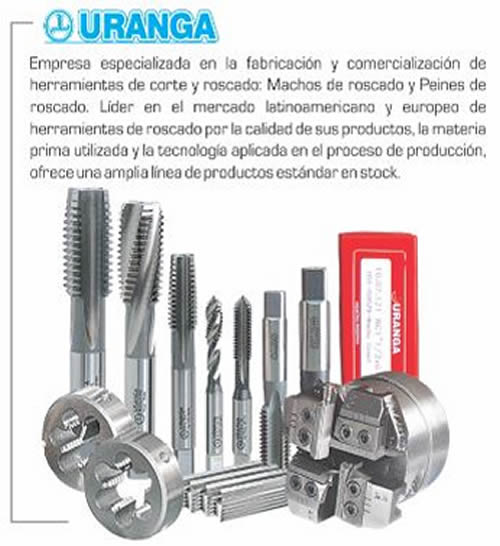 URANGA
Empresa especializada en la fabricación y comercialización de
herramientas de corte y roscado: Machos de roscado y Peines de
roscado. Líder en el mercado latinoamericano y europeo de
herramientas de roscado por la calidad de sus productos, la materia
prima utilizada y la tecnología aplicada en el proceso de producción,
ofrece una amplia línea de productos estándar en stock.
URANGA